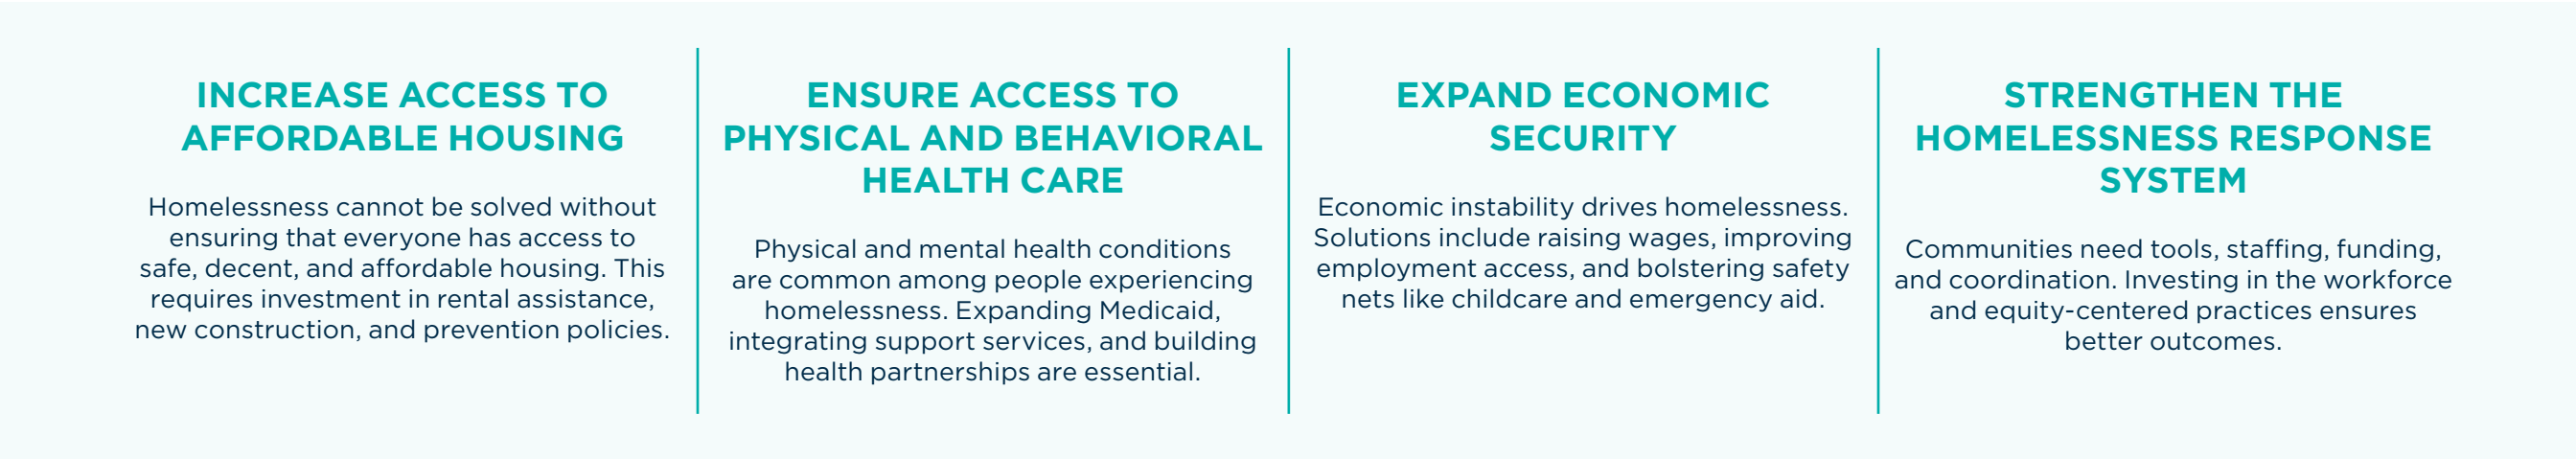 INCREASE ACCESS TO
AFFORDABLE HOUSING
Homelessness cannot be solved without
ensuring that everyone has access to
safe, decent, and affordable housing. This
requires investment in rental assistance,
new construction, and prevention policies.
ENSURE ACCESS TO
PHYSICAL AND BEHAVIORAL
HEALTH CARE
Physical and mental health conditions
are common among people experiencing
homelessness. Expanding Medicaid,
integrating support services, and building
health partnerships are essential.
EXPAND ECONOMIC
SECURITY
Economic instability drives homelessness.
Solutions include raising wages, improving
employment access, and bolstering safety
nets like childcare and emergency aid.
STRENGTHEN THE
HOMELESSNESS RESPONSE
SYSTEM
Communities need tools, staffing, funding,
and coordination. Investing in the workforce
and equity-centered practices ensures
better outcomes.